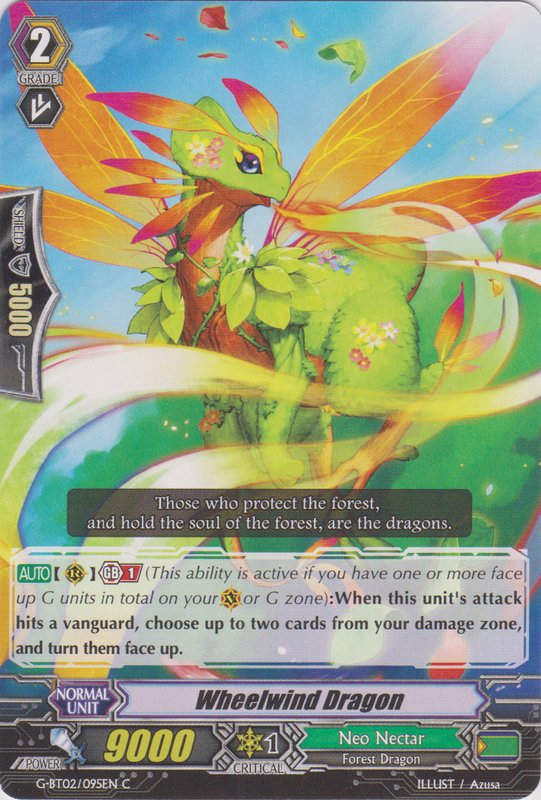 2
GRADE
SHIELD
5000
Those who protect the forest,
and hold the soul of the forest, are the dragons.
AUTO [ R ] GB 1 (This ability is active if you have one or more face
up G units in total on your V or G zone):When this unit's attack
hits a vanguard, choose up to two cards from your damage zone,
and turn them face up.
NORMAL
UNIT
Wheelwind Dragon
POWER
9000
1
CRITICAL
Neo Nectar
Forest Dragon
G-BT02/095EN C
ILLUST / Azusa